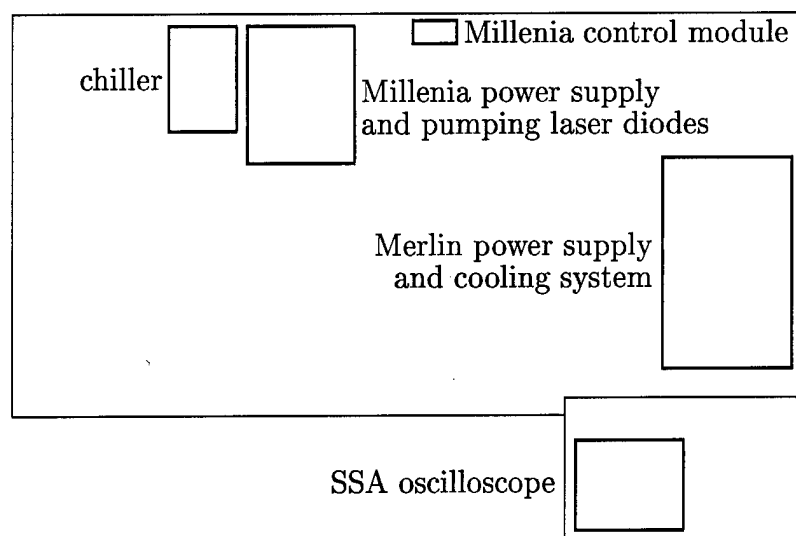 Millenia control module
chiller
Millenia power supply
and pumping laser diodes
Merlin power supply
and cooling system
SSA oscilloscope